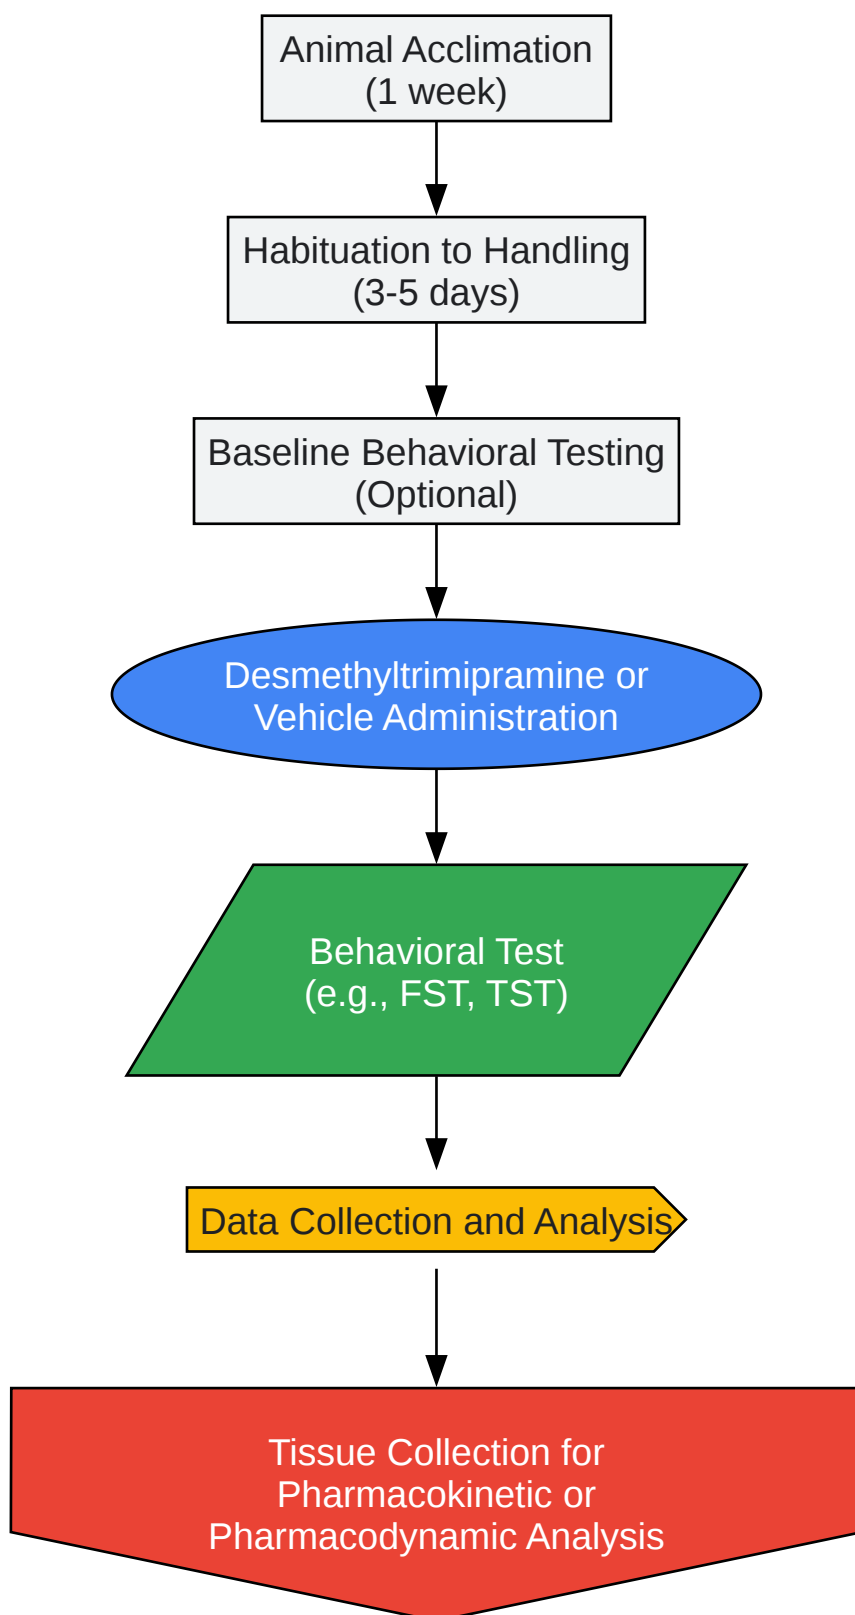 Animal Acclimation
(1 week)
Habituation to Handling
(3-5 days)
Baseline Behavioral Testing
(Optional)
Desmethyltrimipramine or
Vehicle Administration
Behavioral Test
(e.g., FST, TST)
Data Collection and Analysis
Tissue Collection for
Pharmacokinetic or
Pharmacodynamic Analysis